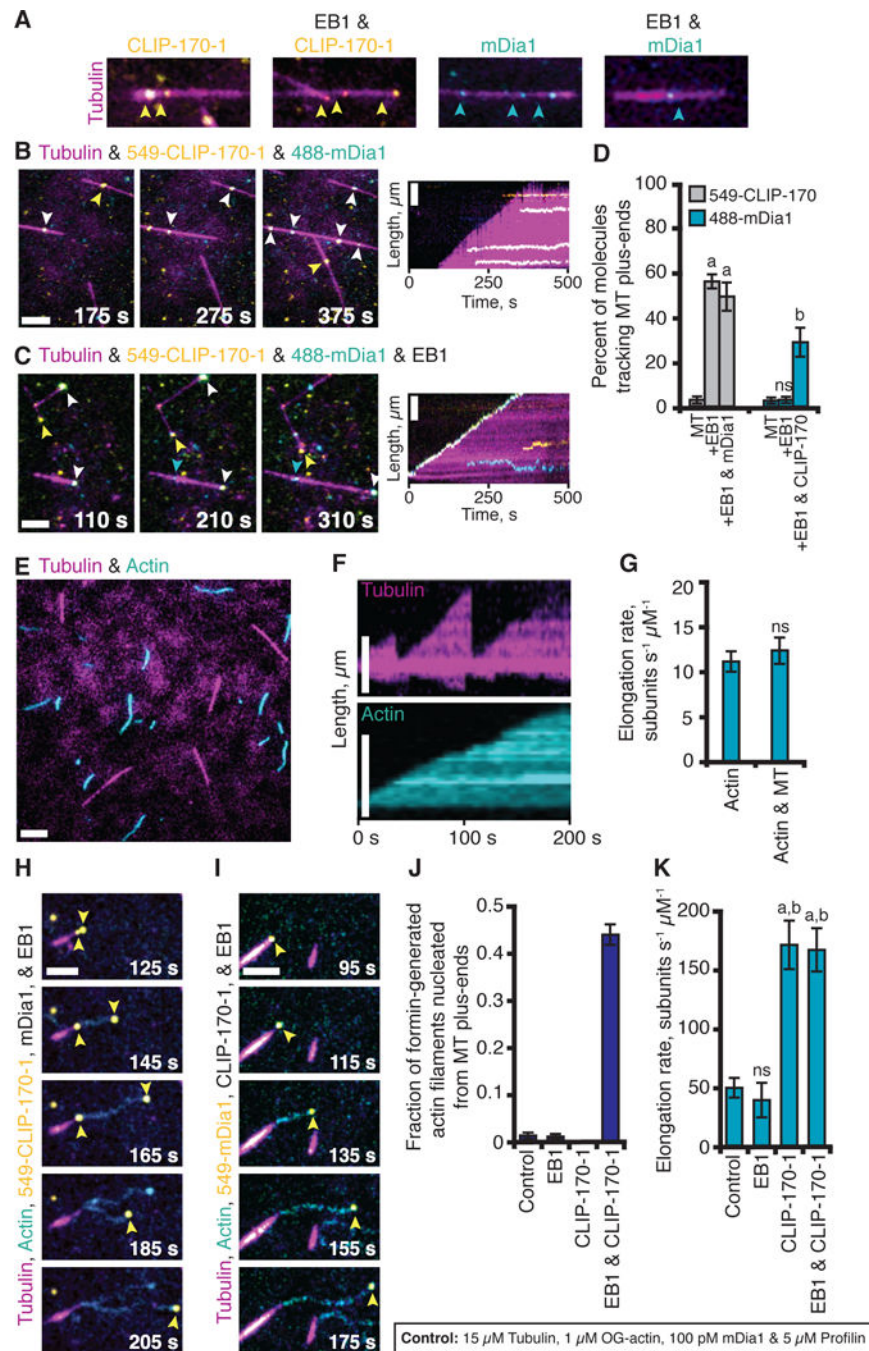 A
CLIP-170-1
EB1 &
CLIP-170-1
mDia1
EB1 &
mDia1
Tubulin
B Tubulin & 549-CLIP-170-1 & 488-mDia1
175 s
275 s
375 s
Length, µm
0
500
Time, s
C Tubulin & 549-CLIP-170-1 & 488-mDia1 & EB1
110 s
210 s
310 s
Length, µm
0
500
Time, s
D
Percent of molecules
tracking MT plus-ends
100
80
60
40
20
0
549-CLIP-170
488-mDia1
a
a
ns
b
MT
+EB1
+EB1 & mDia1
MT
+EB1
+EB1 & CLIP-170
E Tubulin & Actin
F
Tubulin
Actin
Length, µm
0 s
100 s
200 s
G
Elongation rate,
subunits s⁻¹ µM⁻¹
20
15
10
5
0
ns
Actin
Actin & MT
H
Tubulin, Actin, 549-CLIP-170-1, mDia1, & EB1
125 s
145 s
165 s
185 s
205 s
I
Tubulin, Actin, 549-mDia1, CLIP-170-1, & EB1
95 s
115 s
135 s
155 s
175 s
J
Fraction of formin-generated
actin filaments nucleated
from MT plus-ends
0.5
0.4
0.3
0.2
0.1
0
Control
EB1
CLIP-170-1
EB1 & CLIP-170-1
K
Elongation rate, subunits s⁻¹ µM⁻¹
200
150
100
50
0
ns
a,b
a,b
Control
EB1
CLIP-170-1
EB1 & CLIP-170-1
Control: 15 µM Tubulin, 1 µM OG-actin, 100 pM mDia1 & 5 µM Profilin